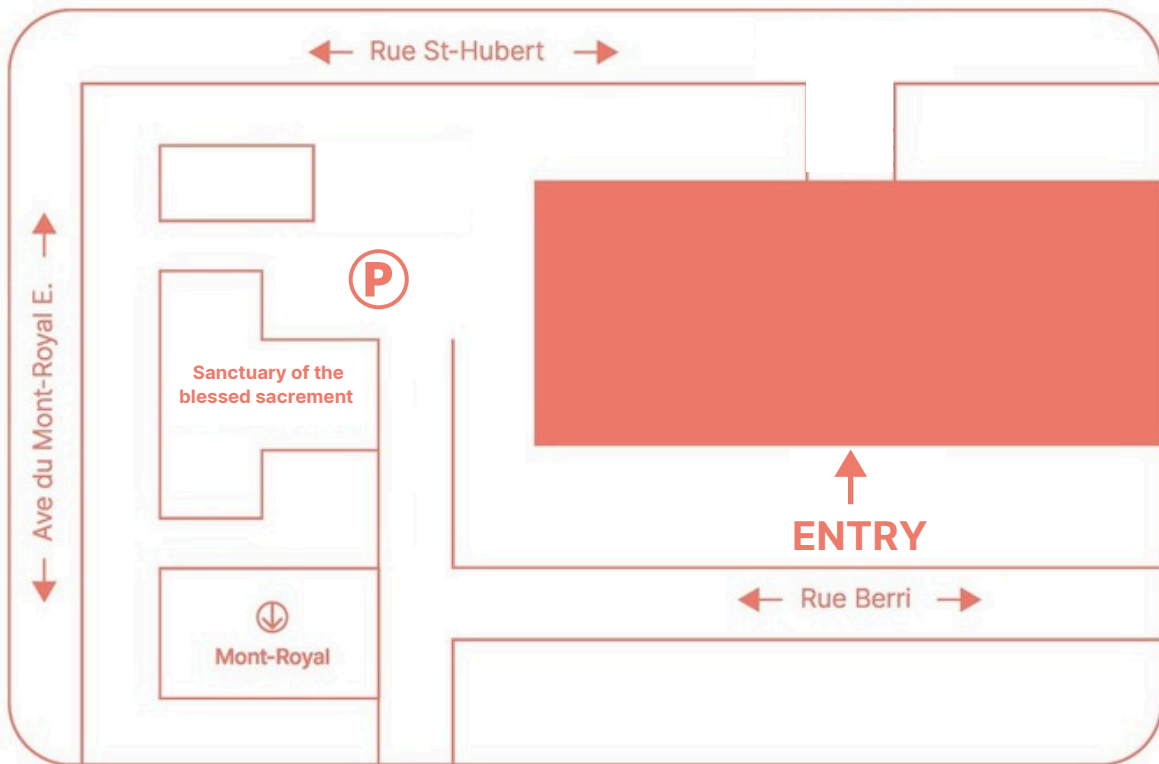 Rue St-Hubert
Ave du Mont-Royal E.
P
Sanctuary of the
blessed sacrement
ENTRY
Rue Berri
Mont-Royal